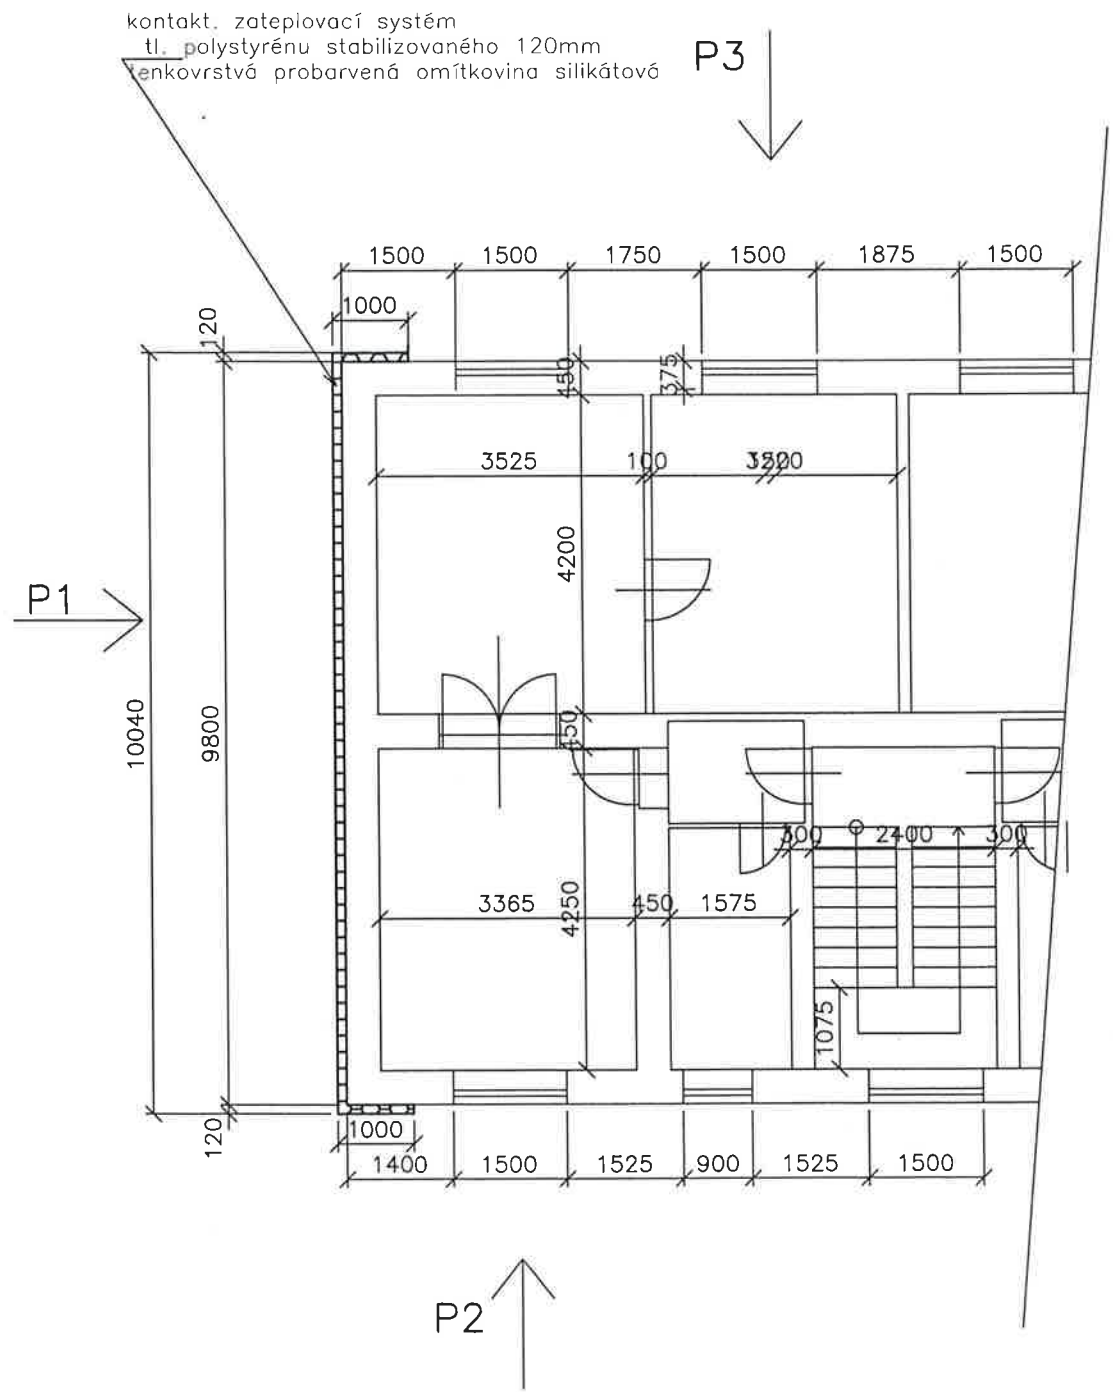 kontakt. zateplovací systém
tl. polystyrénu stabilizovaného 120mm
tenkovrstvá probarvená omítkovina silikátová
P3
1500 1500 1750 1500 1875 1500
1000
120
450
375
3525 100
4200
P1
10040
9800
450
300 2400 300
3365 450 1575
4250
1075
120
1000
1400 1500 1525 900 1525 1500
P2